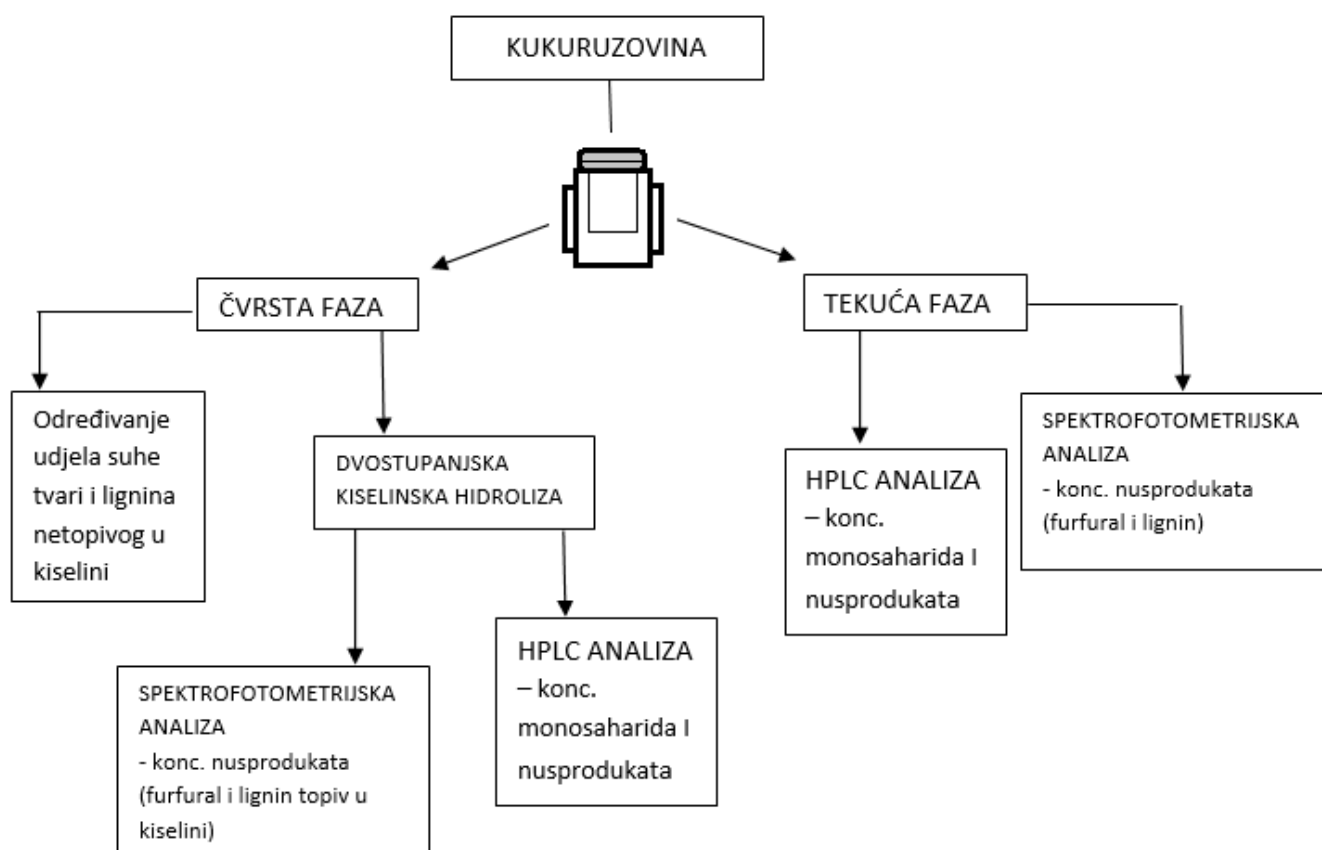 KUKURUZOVINA
ČVRSTA FAZA
TEKUĆA FAZA
Određivanje
udjela suhe
tvari i lignina
netopivog u
kiselini
DVOSTUPANJSKA
KISELINSKA HIDROLIZA
SPEKTROFOTOMETRIJSKA
ANALIZA
- konc. nusprodukata
(furfural i lignin topiv u
kiselini)
HPLC ANALIZA
– konc.
monosaharida I
nusprodukata
HPLC ANALIZA
– konc.
monosaharida I
nusprodukata
SPEKTROFOTOMETRIJSKA
ANALIZA
- konc. nusprodukata
(furfural i lignin)